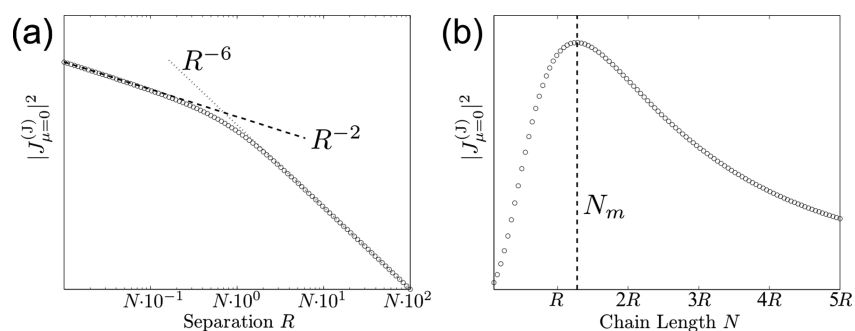 (a)
|J^{(J)}_{μ=0}|^2
R^{-6}
R^{-2}
N·10^{-1} N·10^0 N·10^1 N·10^2
Separation R
(b)
|J^{(J)}_{μ=0}|^2
N_m
R 2R 3R 4R 5R
Chain Length N